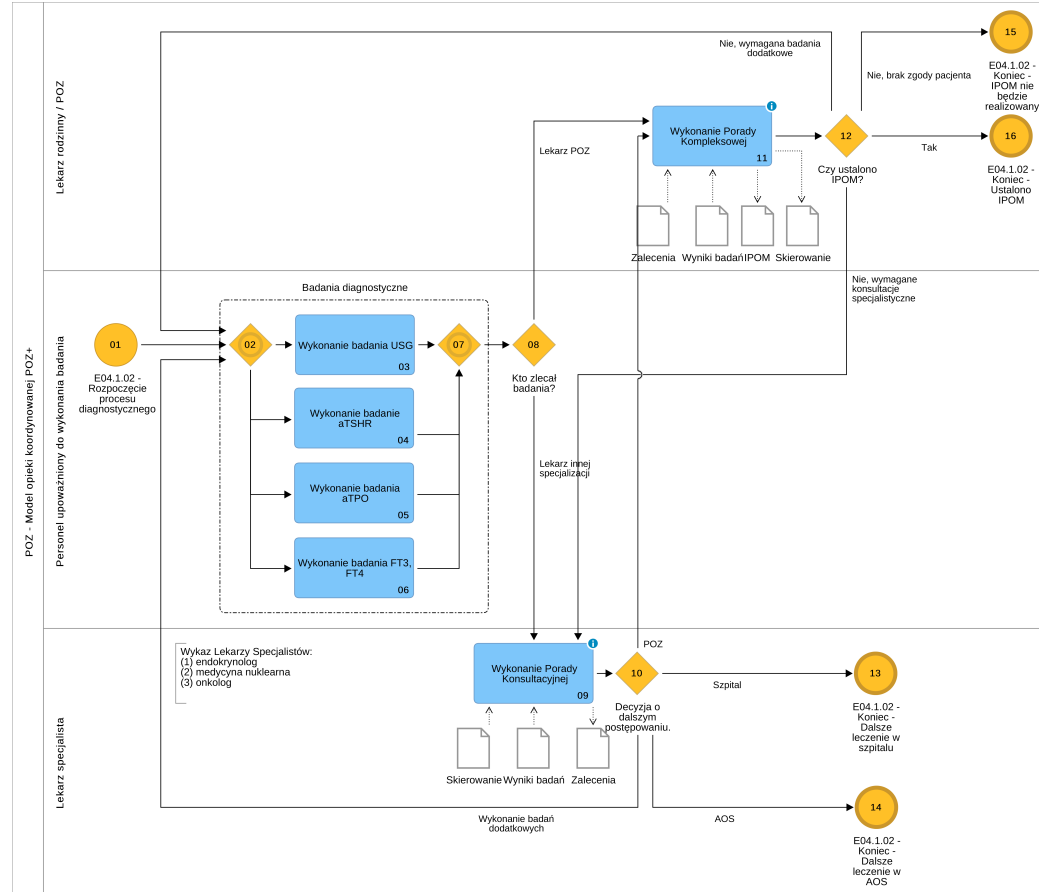 POZ - Model opieki koordynowanej POZ+
Lekarz rodzinny / POZ
Nie, wymagana badania
dodatkowe
15
Nie, brak zgody pacjenta
E04.1.02 -
Koniec -
IPOM nie
będzie
realizowany
Lekarz POZ
Wykonanie Porady
Kompleksowej
11
i
12
Czy ustalono
IPOM?
Tak
16
E04.1.02 -
Koniec -
Ustalono
IPOM
Zalecenia
Wyniki badań
IPOM
Skierowanie
Personel upoważniony do wykonania badania
Nie, wymagane
konsultacje
specjalistyczne
Badania diagnostyczne
01
E04.1.02 -
Rozpoczęcie
procesu
diagnostycznego
02
Wykonanie badania USG
03
07
08
Kto zlecał
badania?
Wykonanie badanie
aTSHR
04
Wykonanie badania
aTPO
05
Wykonanie badania FT3,
FT4
06
Lekarz innej
specjalizacji
Lekarz specjalista
Wykaz Lekarzy Specjalistów:
(1) endokrynolog
(2) medycyna nuklearna
(3) onkolog
Wykonanie Porady
Konsultacyjnej
09
i
POZ
10
Decyzja o
dalszym
postępowaniu.
Szpital
13
E04.1.02 -
Koniec -
Dalsze
leczenie w
szpitalu
Skierowanie
Wyniki badań
Zalecenia
Wykonanie badań
dodatkowych
AOS
14
E04.1.02 -
Koniec -
Dalsze
leczenie w
AOS